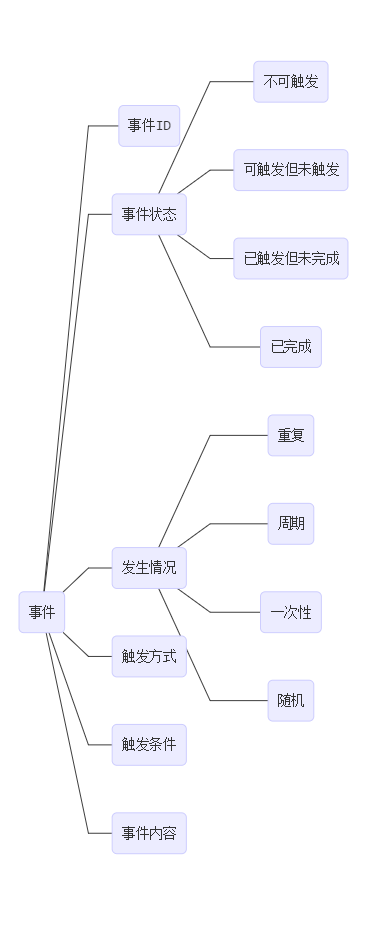 不可触发
事件ID
可触发但未触发
事件状态
已触发但未完成
已完成
重复
周期
发生情况
事件
一次性
触发方式
随机
触发条件
事件内容